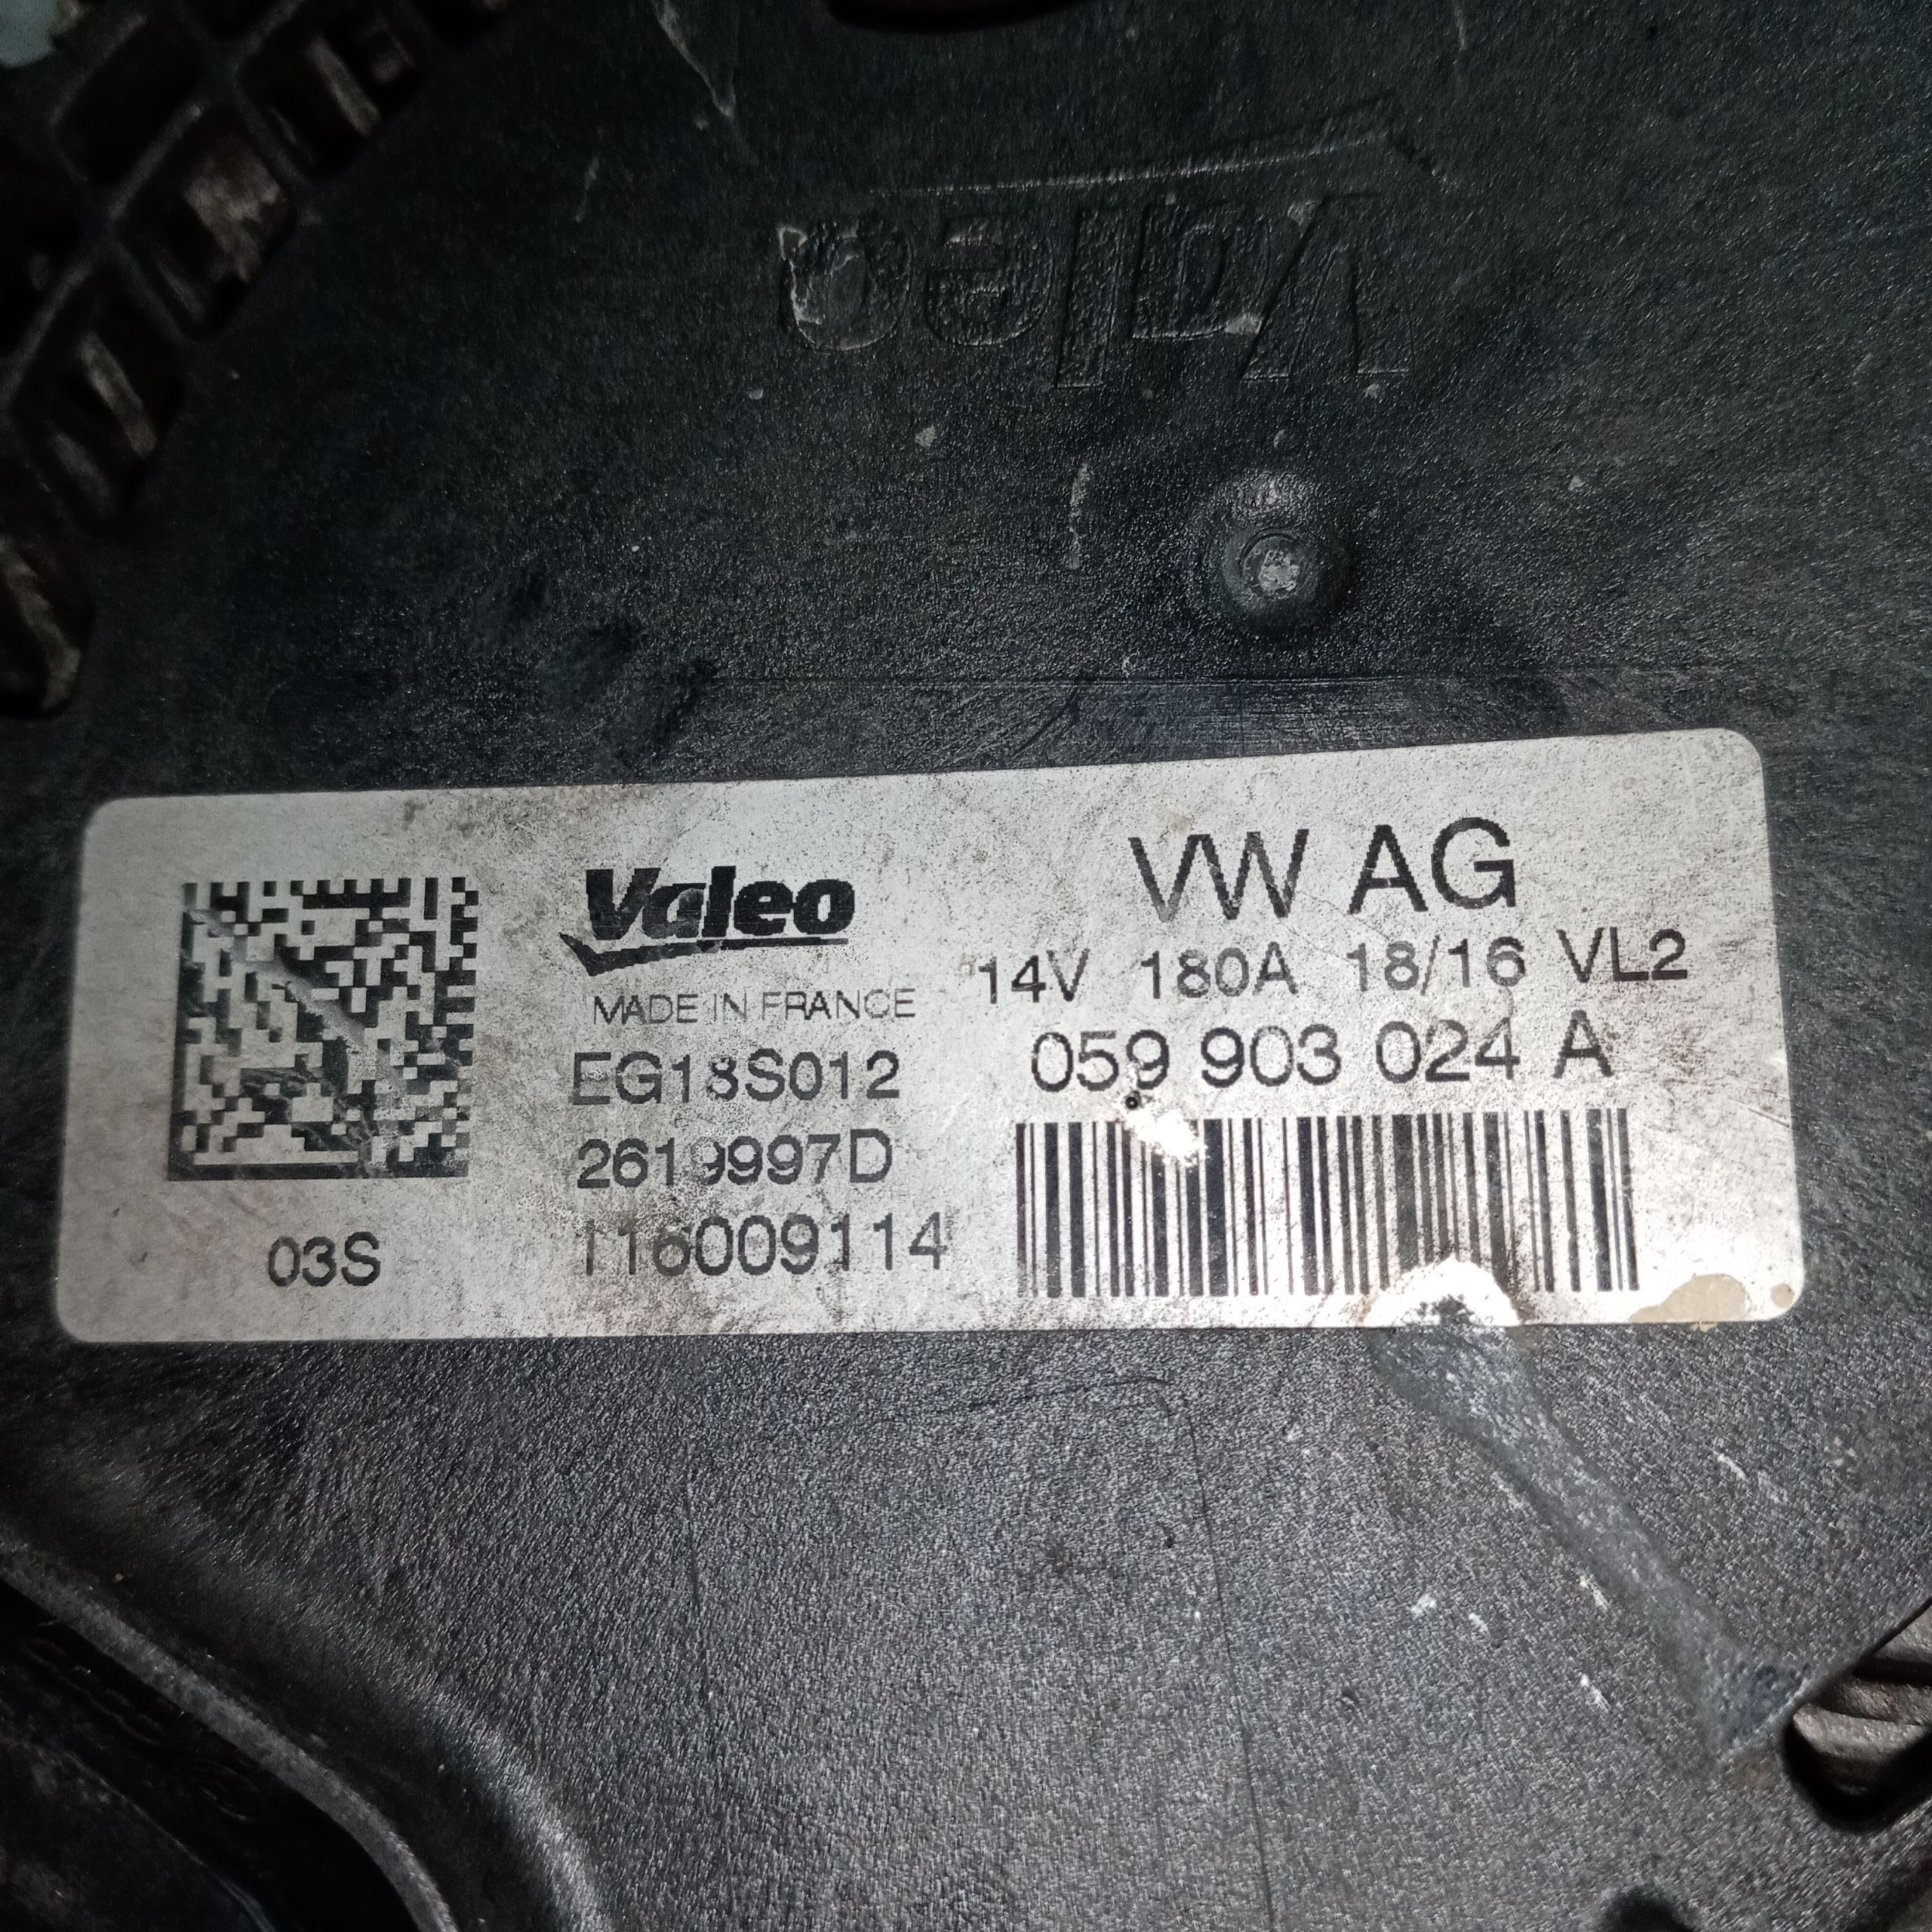 Valeo
Valeo
MADE IN FRANCE
EG18S012
2619997D
116009114
03S
VW AG
14V 180A 18/16 VL2
059 903 024 A